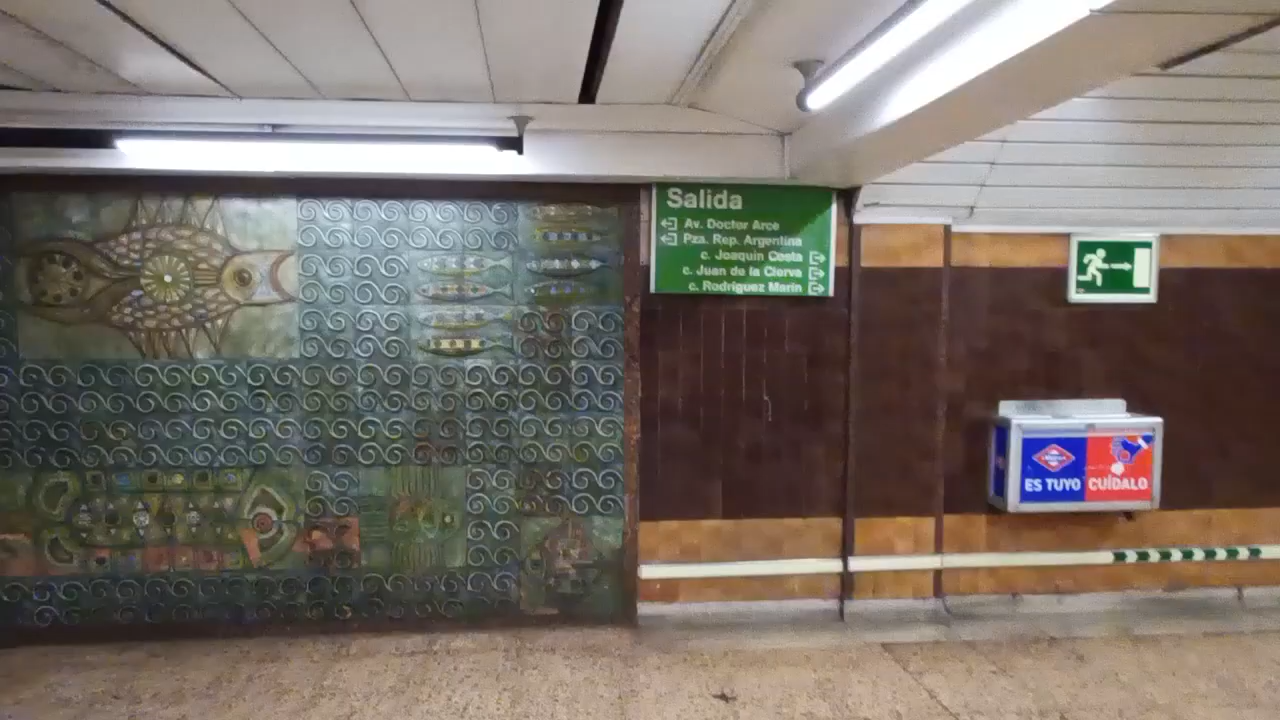 Salida
Av. Doctor Arce
Pza. Rep. Argentina
c. Joaquín Costa
c. Juan de la Cierva
c. Rodríguez Marín
ES TUYO CUÍDALO